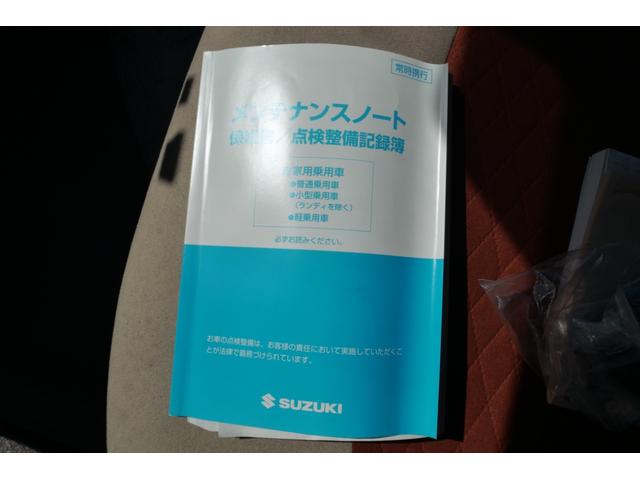 常時携行
メンテナンスノート
保証書／点検整備記録簿
自家用乗用車
●普通乗用車
●小型乗用車
（ランディを除く）
●軽乗用車
必ずお読みください。
お車の点検整備は、お客様の責任において実施していただくこ
とが法律で義務づけられています。
SUZUKI